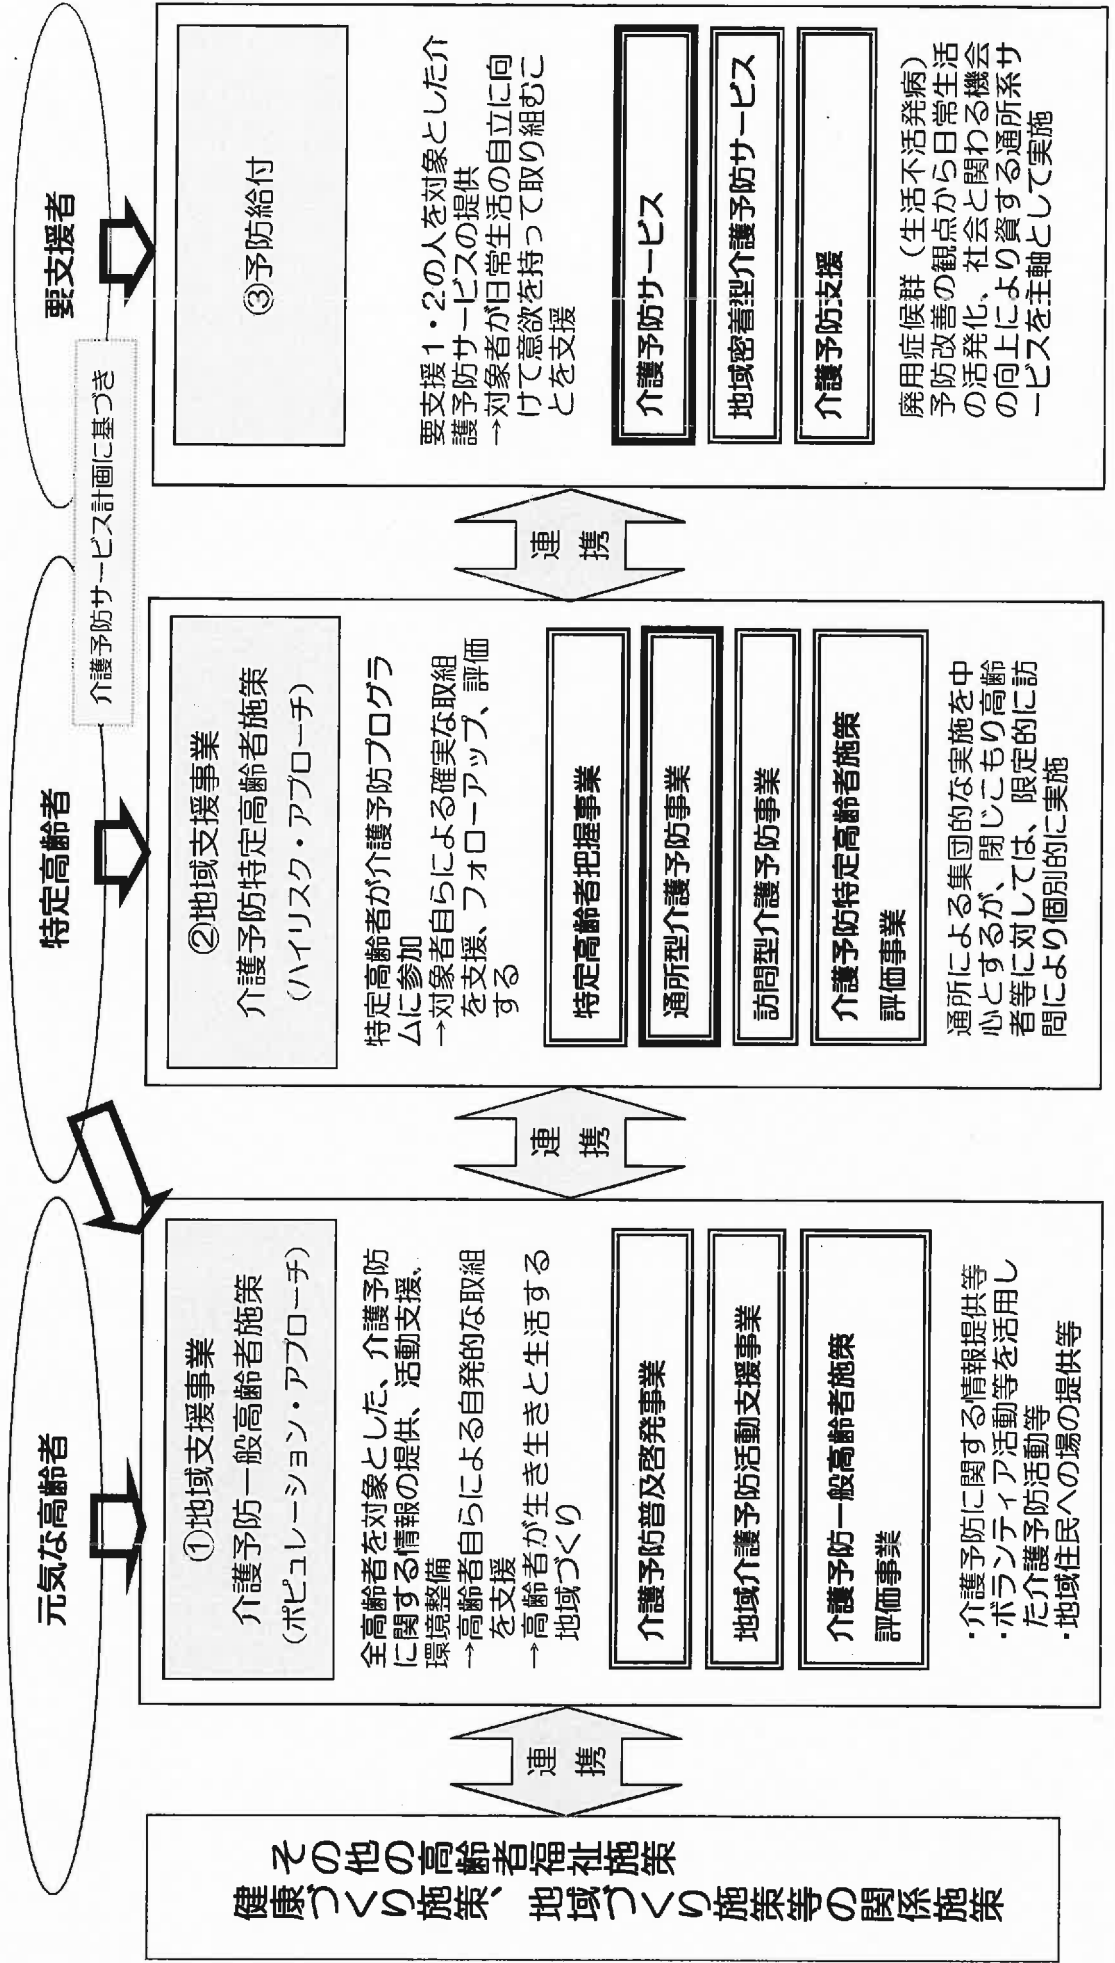 元気な高齢者
特定高齢者
要支援者
介護予防サービス計画に基づき
その他の高齢者福祉施策
健康づくり施策、地域づくり施策等の関係施策
連
携
①地域支援事業
介護予防一般高齢者施策
(ポピュレーション・アプローチ)
全高齢者を対象とした、介護予防
に関する情報の提供、活動支援、
環境整備
→高齢者自らによる自発的な取組
を支援
→高齢者が生き生きと生活する
地域づくり
介護予防普及啓発事業
地域介護予防活動支援事業
介護予防一般高齢者施策
評価事業
・介護予防に関する情報提供等
・ボランティア活動等を活用し
た介護予防活動等
・地域住民への場の提供等
連
携
②地域支援事業
介護予防特定高齢者施策
(ハイリスク・アプローチ)
特定高齢者が介護予防プログラ
ムに参加
→対象者自らによる確実な取組
を支援、フォローアップ、評価
する
特定高齢者把握事業
通所型介護予防事業
訪問型介護予防事業
介護予防特定高齢者施策
評価事業
通所による集団的な実施を中
心とするが、閉じこもり高齢
者等に対しては、限定的に訪
問により個別的に実施
連
携
③予防給付
要支援1・2の人を対象とした介
護予防サービスの提供
→対象者が日常生活の自立に向
けて意欲を持って取り組むこ
とを支援
介護予防サービス
地域密着型介護予防サービス
介護予防支援
廃用症候群(生活不活発病)
予防改善の観点から日常生活
の活発化、社会と関わる機会
の向上により資する通所系サ
ービスを主軸として実施